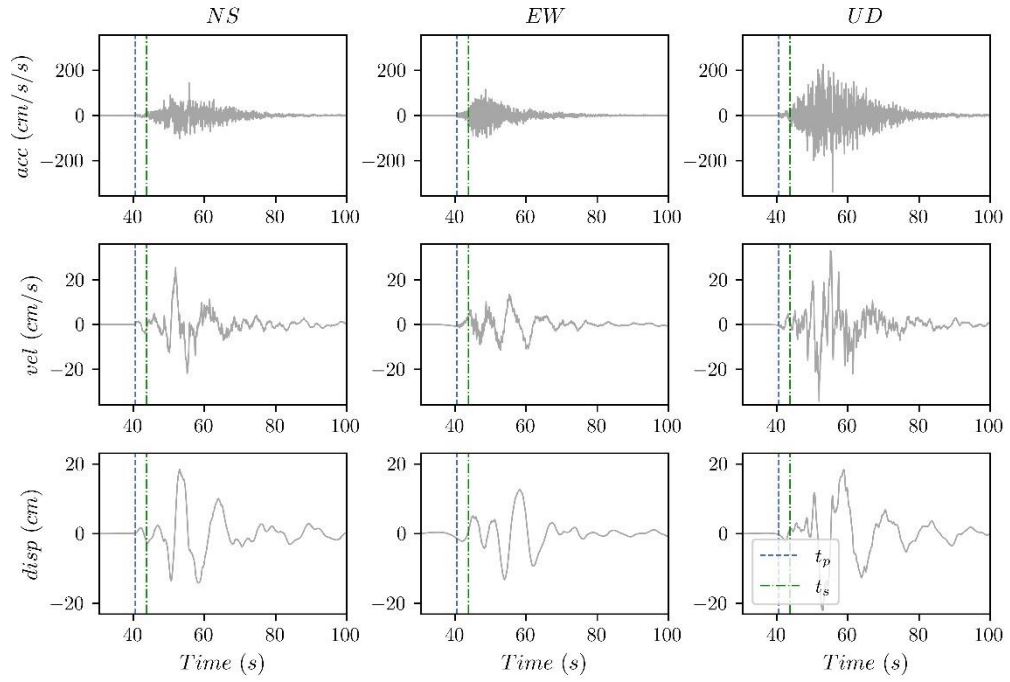 NS EW UD
acc (cm/s/s)
200 200 200
0 0 0
−200 −200 −200
40 60 80 100 40 60 80 100 40 60 80 100
vel (cm/s)
20 20 20
0 0 0
−20 −20 −20
40 60 80 100 40 60 80 100 40 60 80 100
disp (cm)
20 20 20
0 0 0
−20 −20 −20
t_p
t_s
40 60 80 100 40 60 80 100 40 60 80 100
Time (s) Time (s) Time (s)